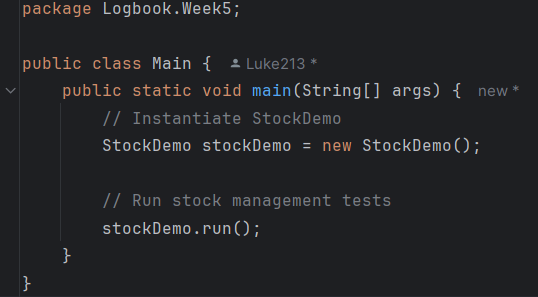 package Logbook.Week5;
public class Main { Luke213 *
public static void main(String[] args) { new *
// Instantiate StockDemo
StockDemo stockDemo = new StockDemo();
// Run stock management tests
stockDemo.run();
}
}